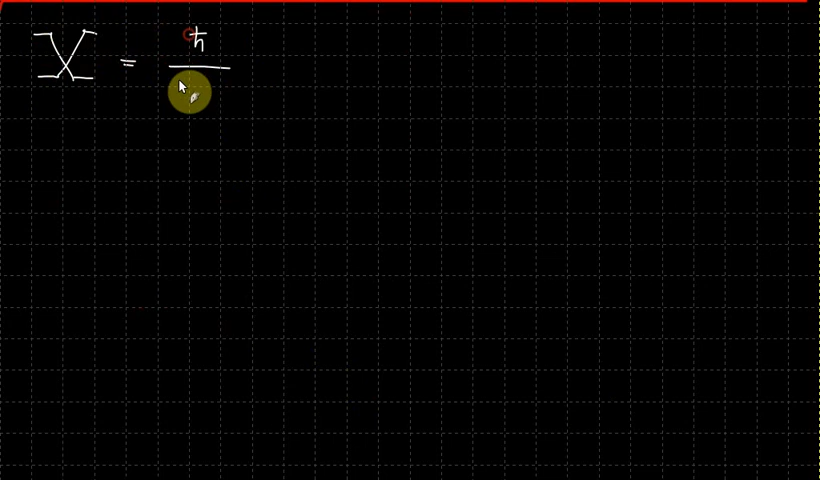 X = ħ